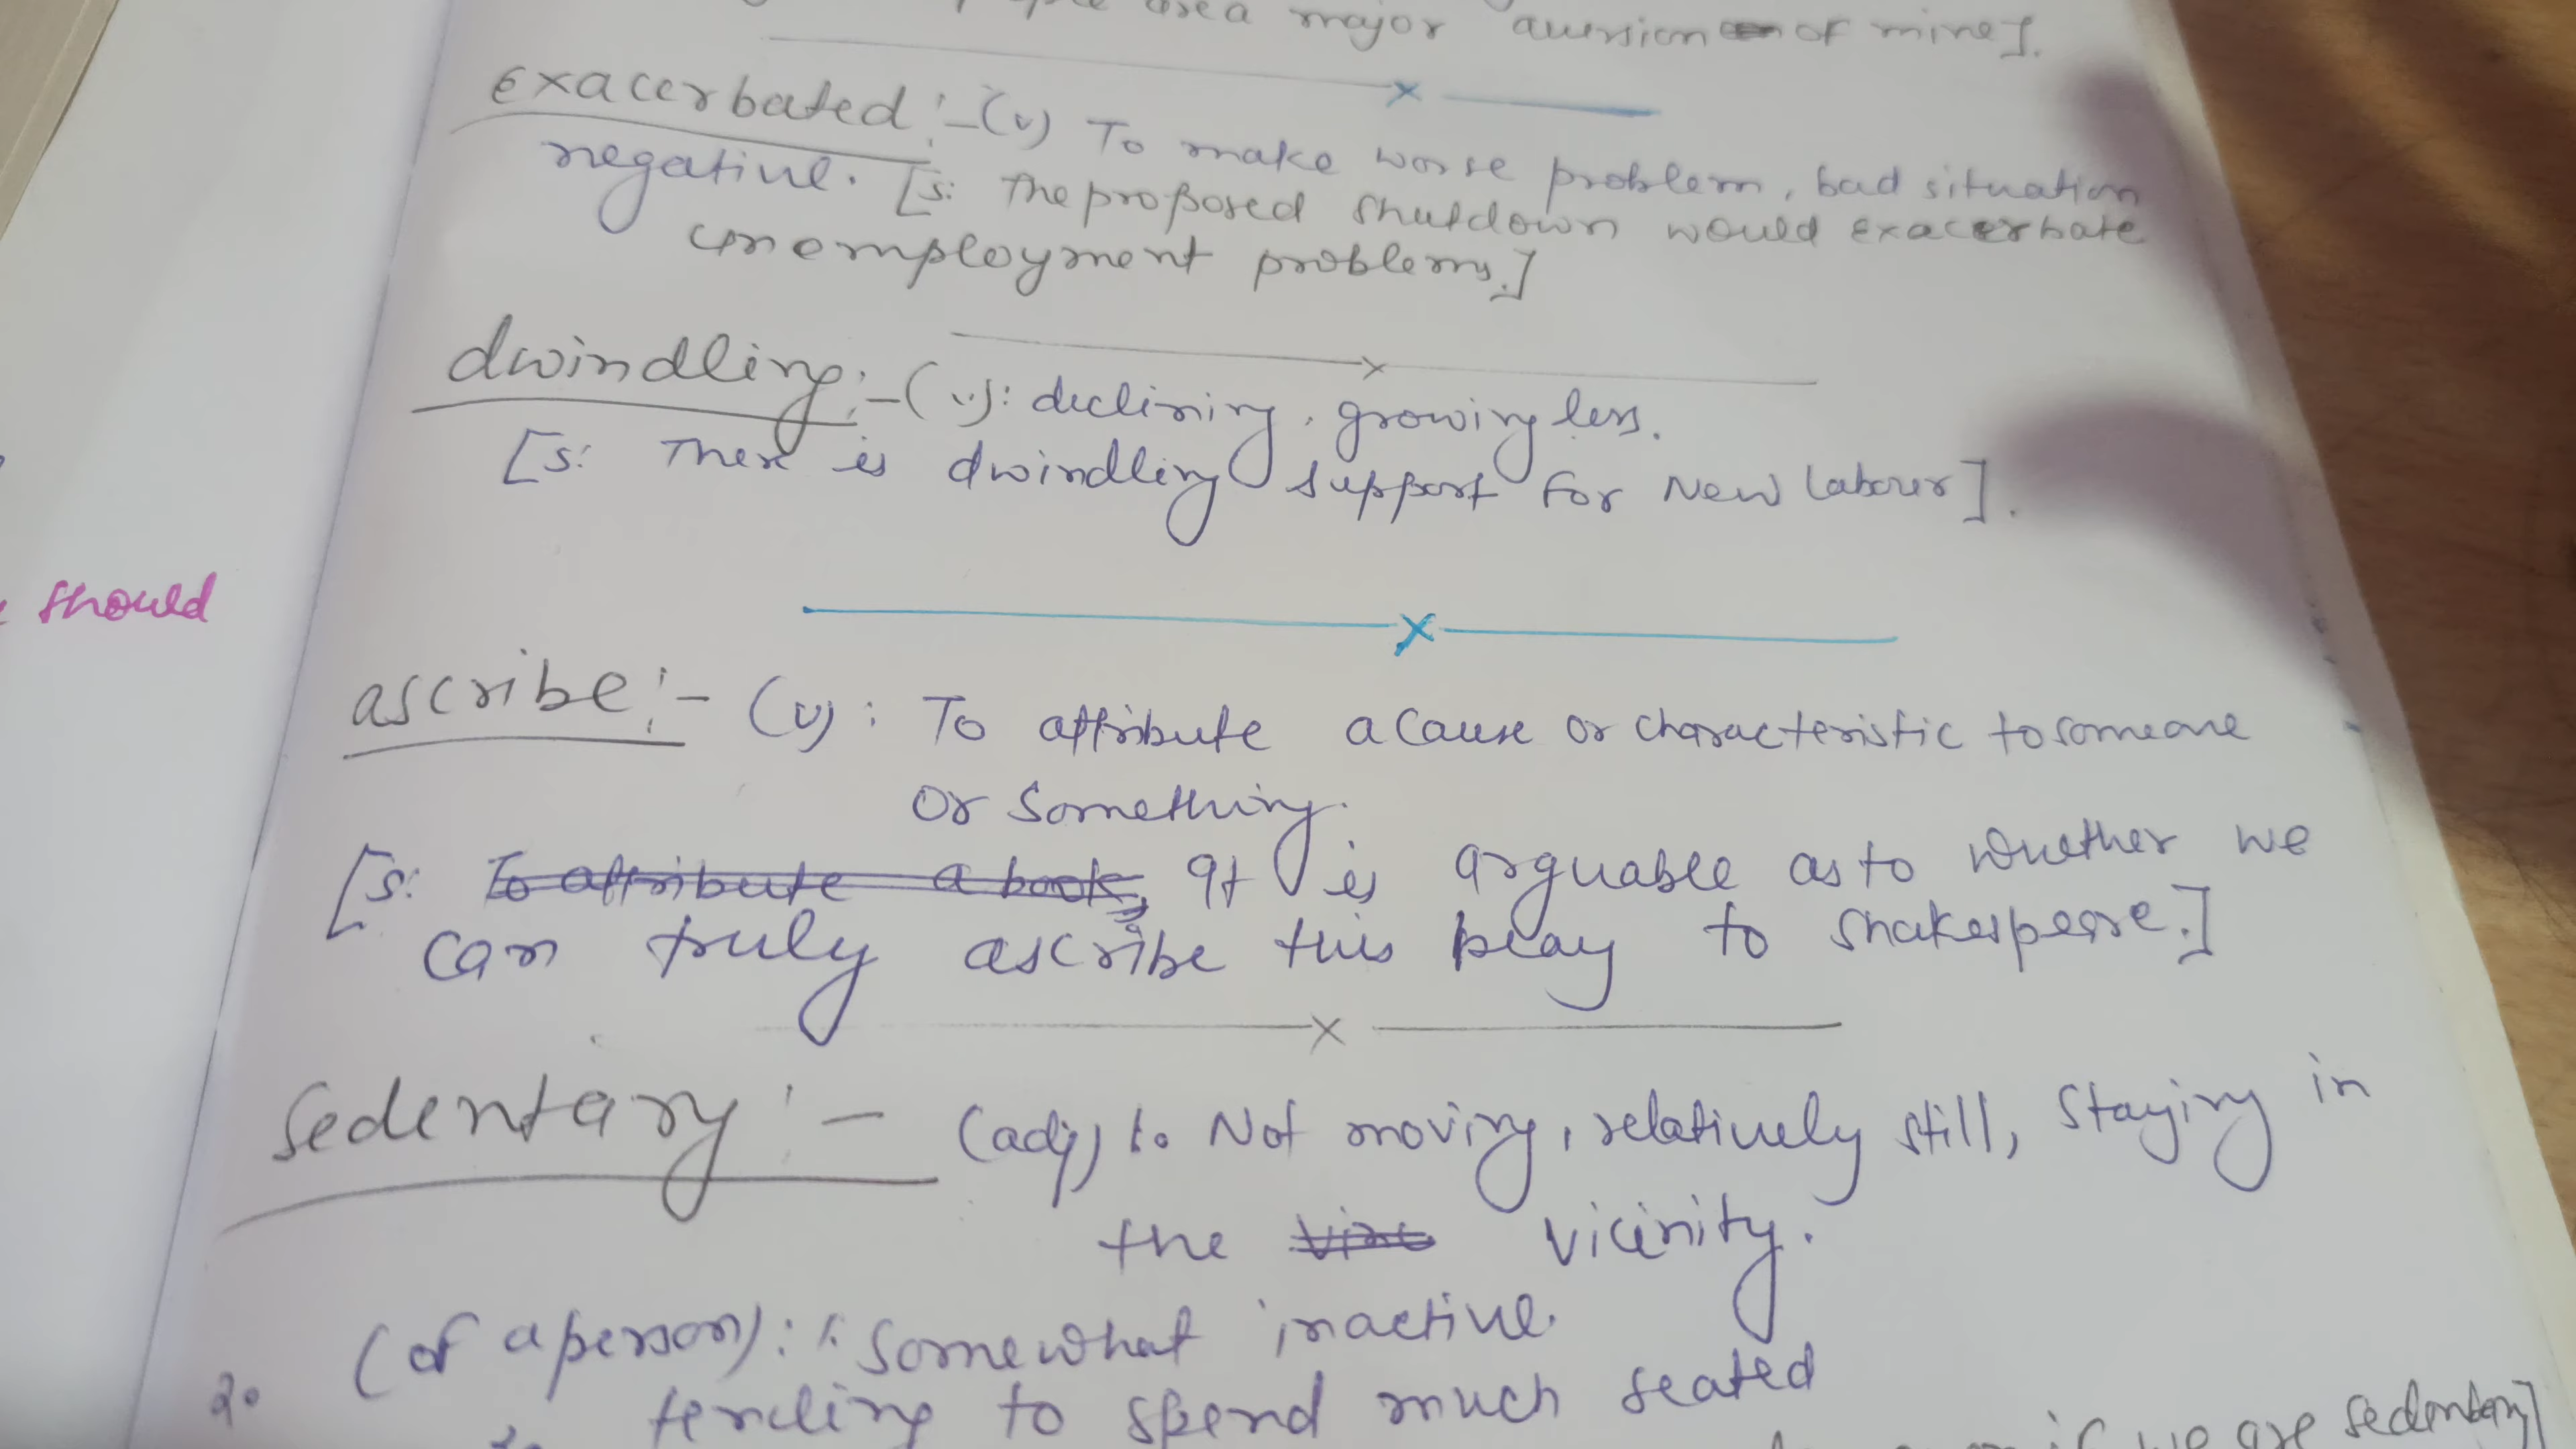 area major aversion of mine].
exacerbated :- (v) To make worse problem, bad situation
negative. [s: The proposed shutdown would exacerbate
unemployment problems.]
dwindling :- (v): declining, growing less.
[s: There is dwindling support for New Labour].
should
ascribe :- (v): To attribute a cause or characteristic to someone
or something.
[s: To attribute a book, It is arguable as to whether we
can truly ascribe this play to Shakespeare.]
Sedentary :- (adj) 1. Not moving, relatively still, staying in
the vicinity.
(of a person): 1. Somewhat inactive.
2. tending to spend much seated
we are sedentary]